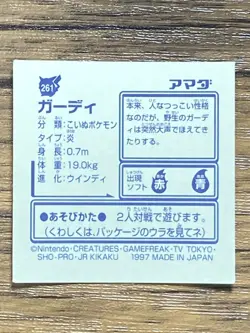 261
アマダ
ガーディ
分 類：こいぬポケモン
タイプ：炎
身 長：0.7m
体 重：19.0kg
進 化：ウインディ
本来、人なつっこい性格
なのだが、野生のガーデ
ィは突然大声でほえてき
たりする。
出現
ソフト
赤
青
●あそびかた● 2人対戦で遊びます。
(くわしくは、パッケージのウラを見てネ)
©Nintendo·CREATURES·GAMEFREAK·TV TOKYO·
SHO-PRO·JR KIKAKU 1997 MADE IN JAPAN